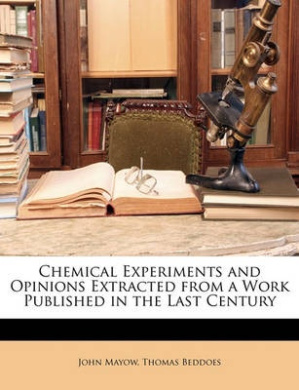 Chemical Experiments and
Opinions Extracted from a Work
Published in the Last Century
John Mayow, Thomas Beddoes